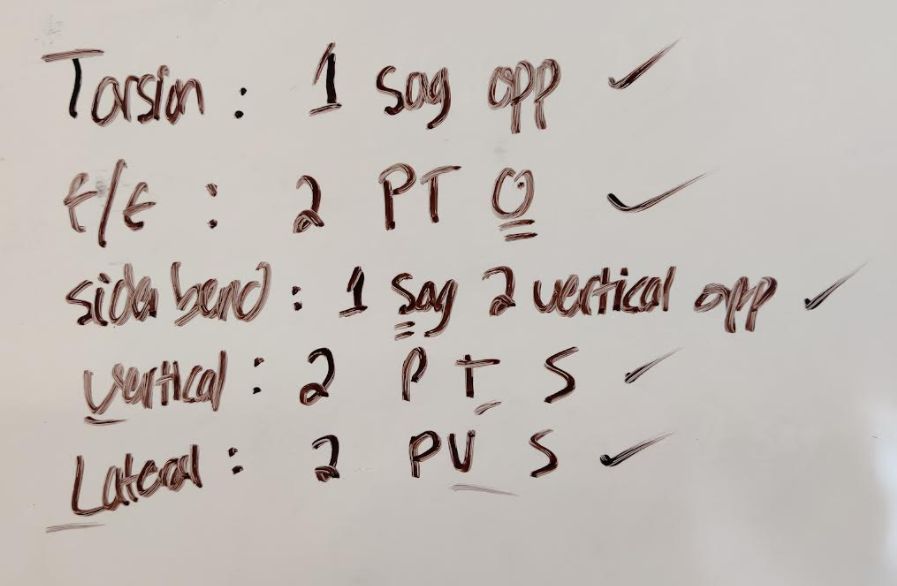 Torsion : 1 Sag opp ✓
F/E : 2 PT O ✓
side bend : 1 Sag 2 vertical opp ✓
Vertical : 2 P T S ✓
Lateral : 2 PV S ✓